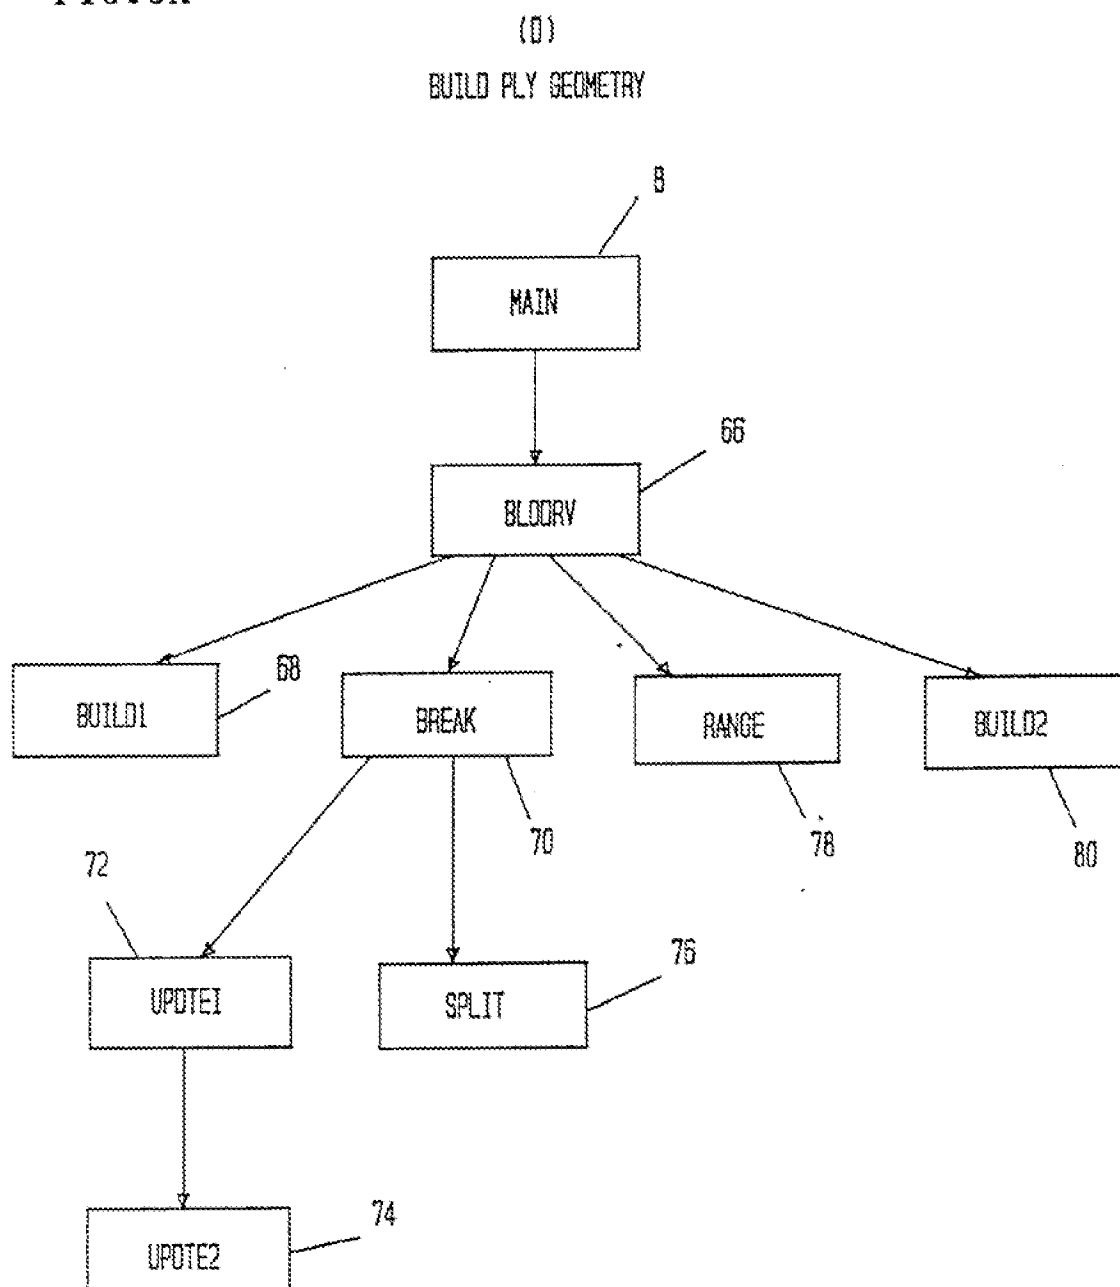 (D)
BUILD PLY GEOMETRY
8
MAIN
66
BLDDRV
68
BUILD1
BREAK
RANGE
BUILD2
70
78
80
72
76
UPDTE1
SPLIT
74
UPDTE2